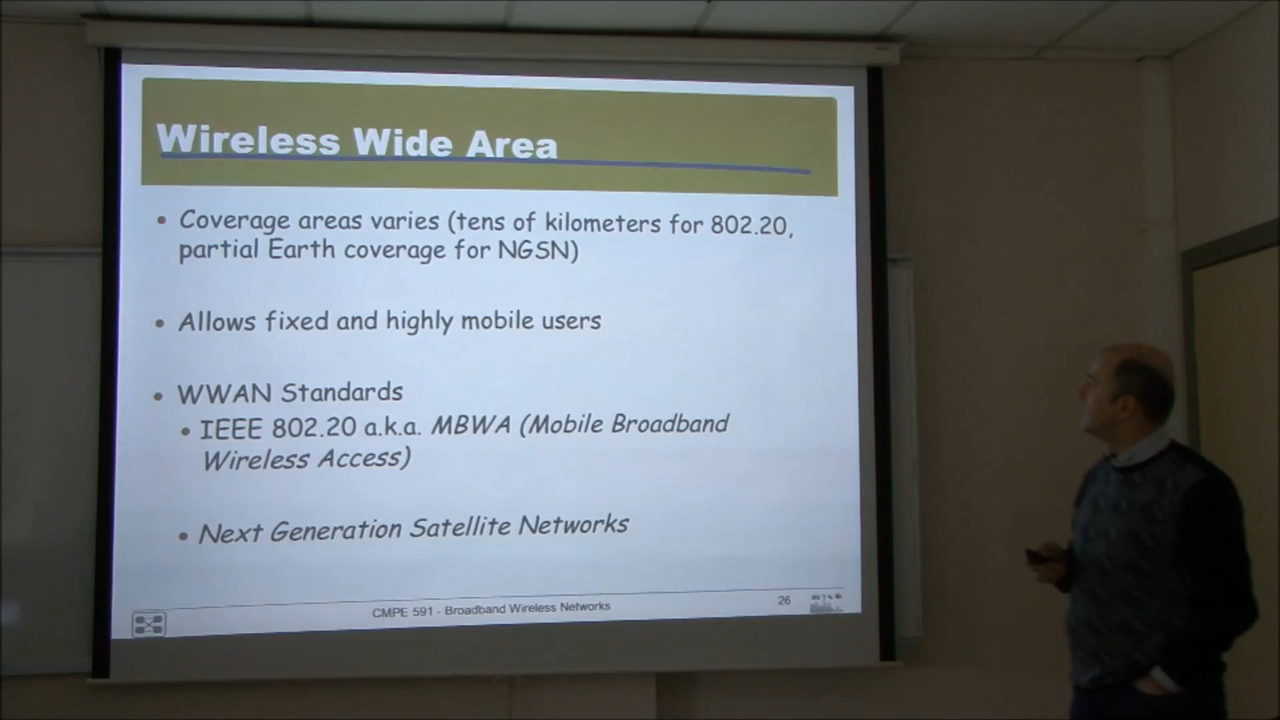 Wireless Wide Area
• Coverage areas varies (tens of kilometers for 802.20,
partial Earth coverage for NGSN)
• Allows fixed and highly mobile users
• WWAN Standards
• IEEE 802.20 a.k.a. MBWA (Mobile Broadband
Wireless Access)
• Next Generation Satellite Networks
CMPE 591 - Broadband Wireless Networks
26